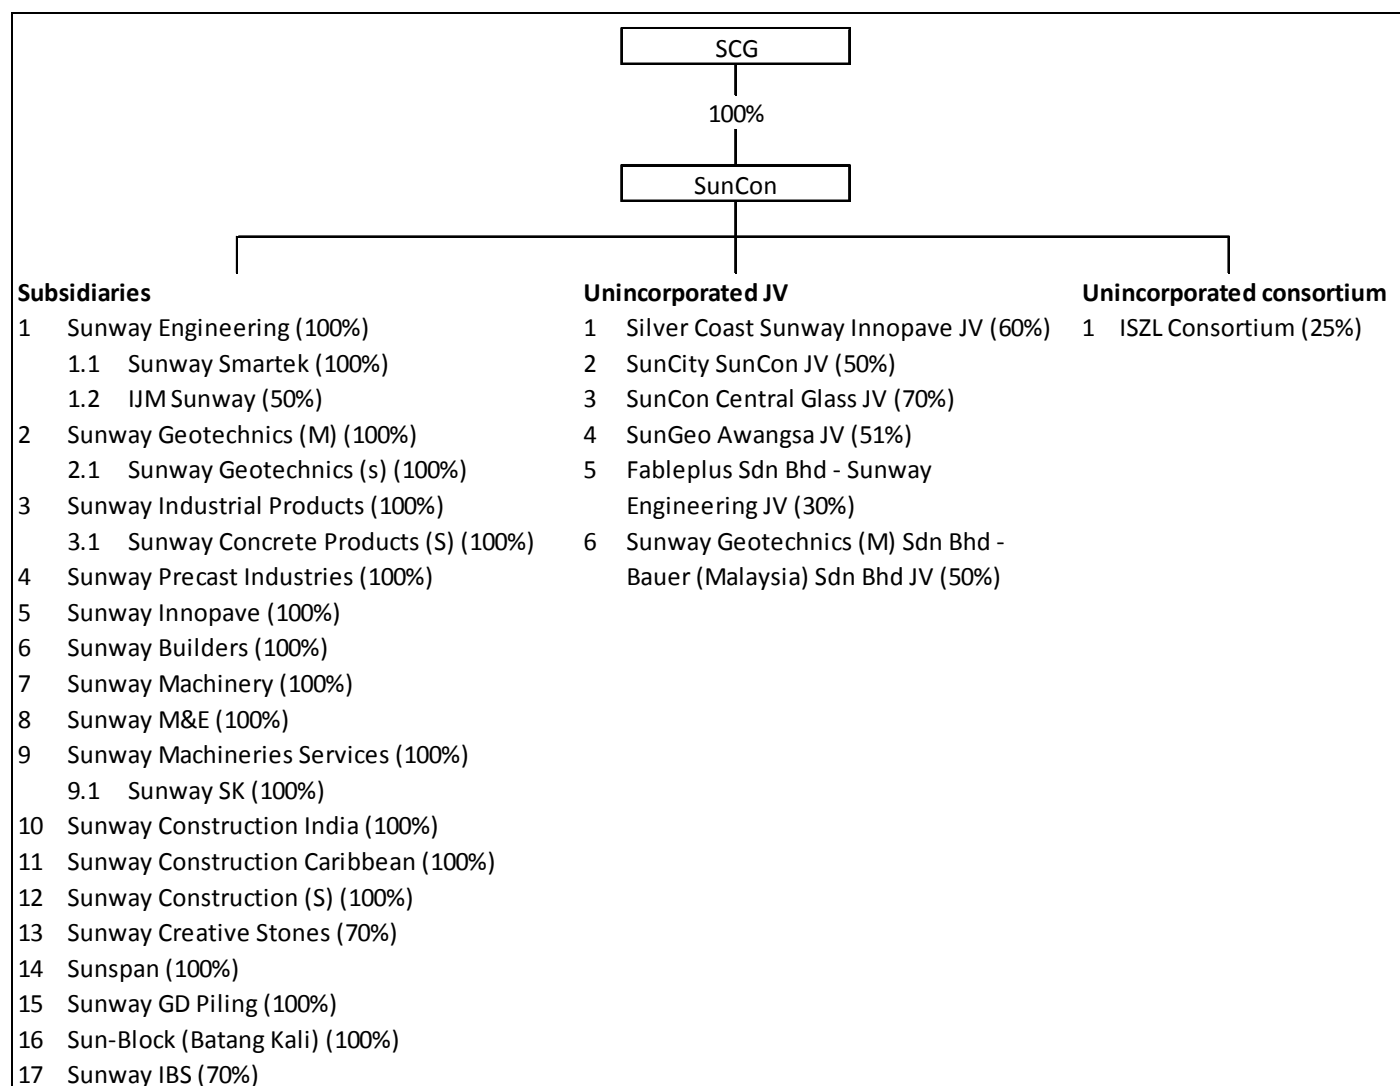 SCG
100%
SunCon
Subsidiaries
1 Sunway Engineering (100%)
1.1 Sunway Smartek (100%)
1.2 IJM Sunway (50%)
2 Sunway Geotechnics (M) (100%)
2.1 Sunway Geotechnics (s) (100%)
3 Sunway Industrial Products (100%)
3.1 Sunway Concrete Products (S) (100%)
4 Sunway Precast Industries (100%)
5 Sunway Innopave (100%)
6 Sunway Builders (100%)
7 Sunway Machinery (100%)
8 Sunway M&E (100%)
9 Sunway Machineries Services (100%)
9.1 Sunway SK (100%)
10 Sunway Construction India (100%)
11 Sunway Construction Caribbean (100%)
12 Sunway Construction (S) (100%)
13 Sunway Creative Stones (70%)
14 Sunspan (100%)
15 Sunway GD Piling (100%)
16 Sun-Block (Batang Kali) (100%)
17 Sunway IBS (70%)
Unincorporated JV
1 Silver Coast Sunway Innopave JV (60%)
2 SunCity SunCon JV (50%)
3 SunCon Central Glass JV (70%)
4 SunGeo Awangsa JV (51%)
5 Fableplus Sdn Bhd - Sunway
Engineering JV (30%)
6 Sunway Geotechnics (M) Sdn Bhd -
Bauer (Malaysia) Sdn Bhd JV (50%)
Unincorporated consortium
1 ISZL Consortium (25%)